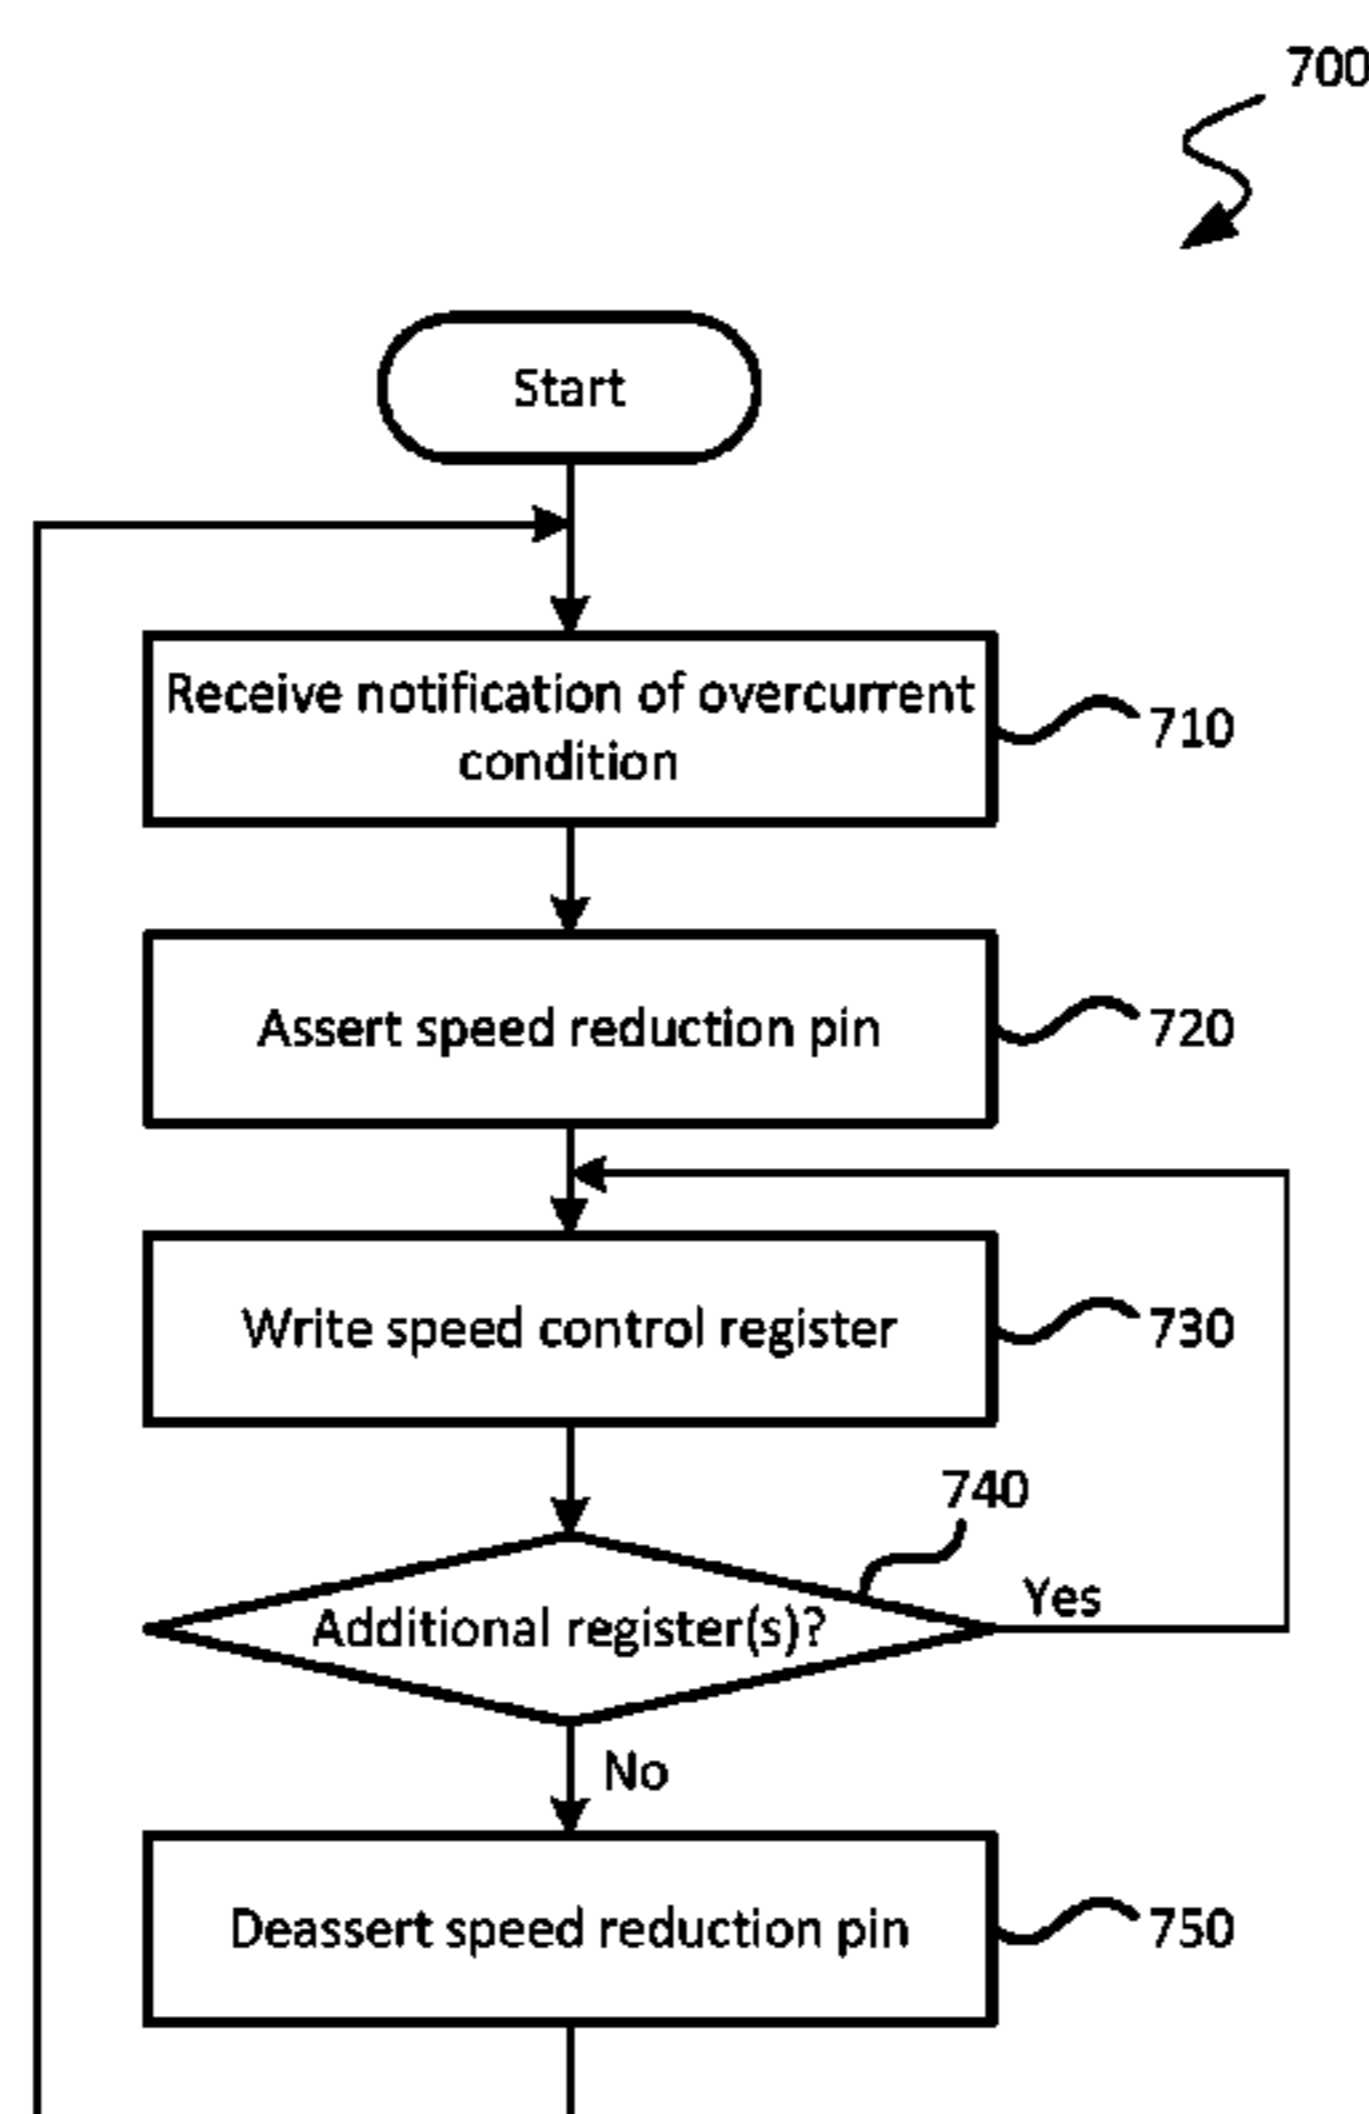 700
Start
Receive notification of overcurrent
condition
710
Assert speed reduction pin
720
Write speed control register
730
740
Additional register(s)?
Yes
No
Deassert speed reduction pin
750